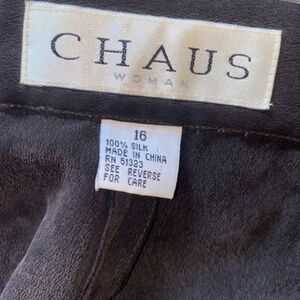 CHAUS
WOMAN
16
100% SILK
MADE IN CHINA
RN 51323
SEE REVERSE
FOR CARE